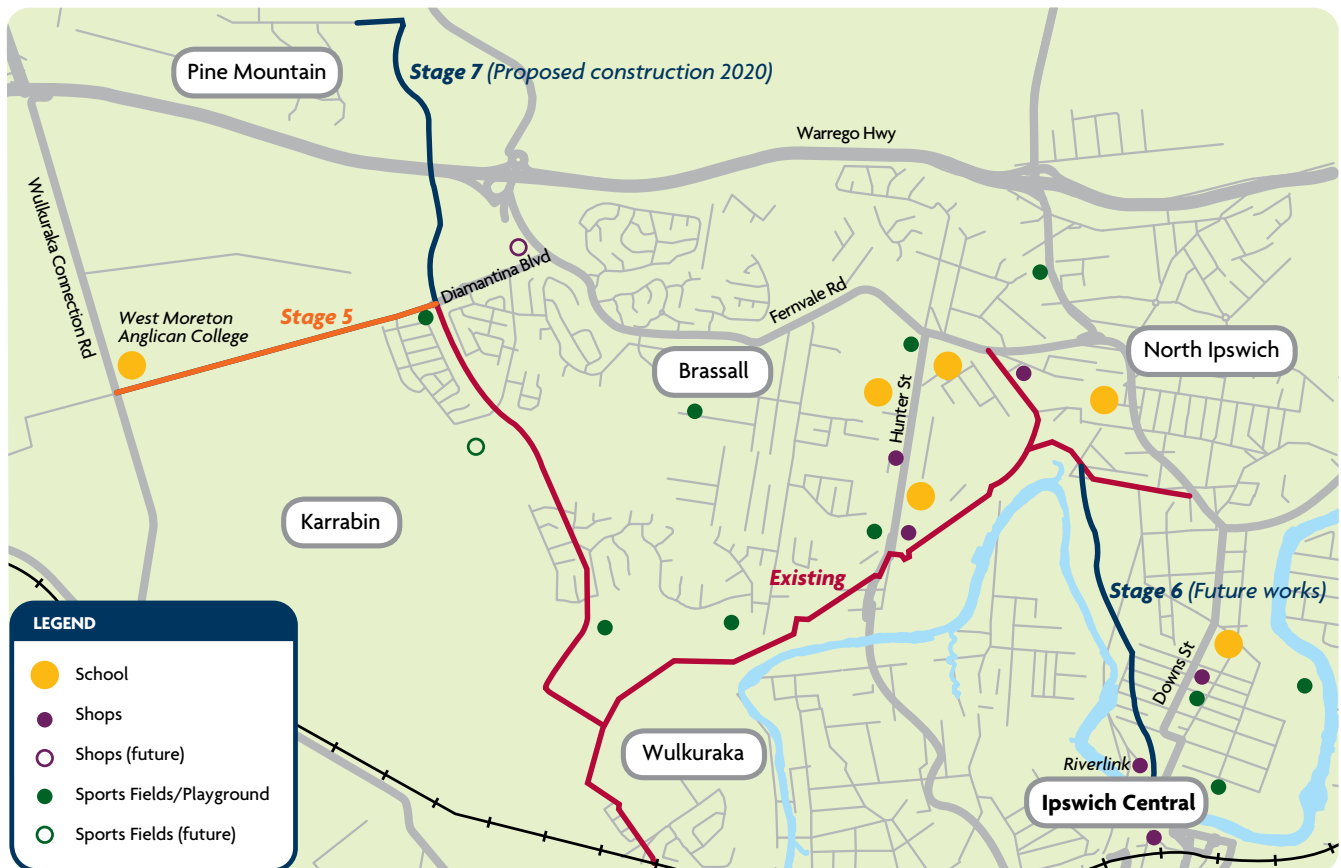 Pine Mountain
Stage 7 (Proposed construction 2020)
Warrego Hwy
Wulkuraka Connection Rd
Diamantina Blvd
Fernvale Rd
West Moreton
Anglican College
Stage 5
Brassall
North Ipswich
Hunter St
Karrabin
Existing
Stage 6 (Future works)
Downs St
Wulkuraka
Riverlink
Ipswich Central
LEGEND
School
Shops
Shops (future)
Sports Fields/Playground
Sports Fields (future)